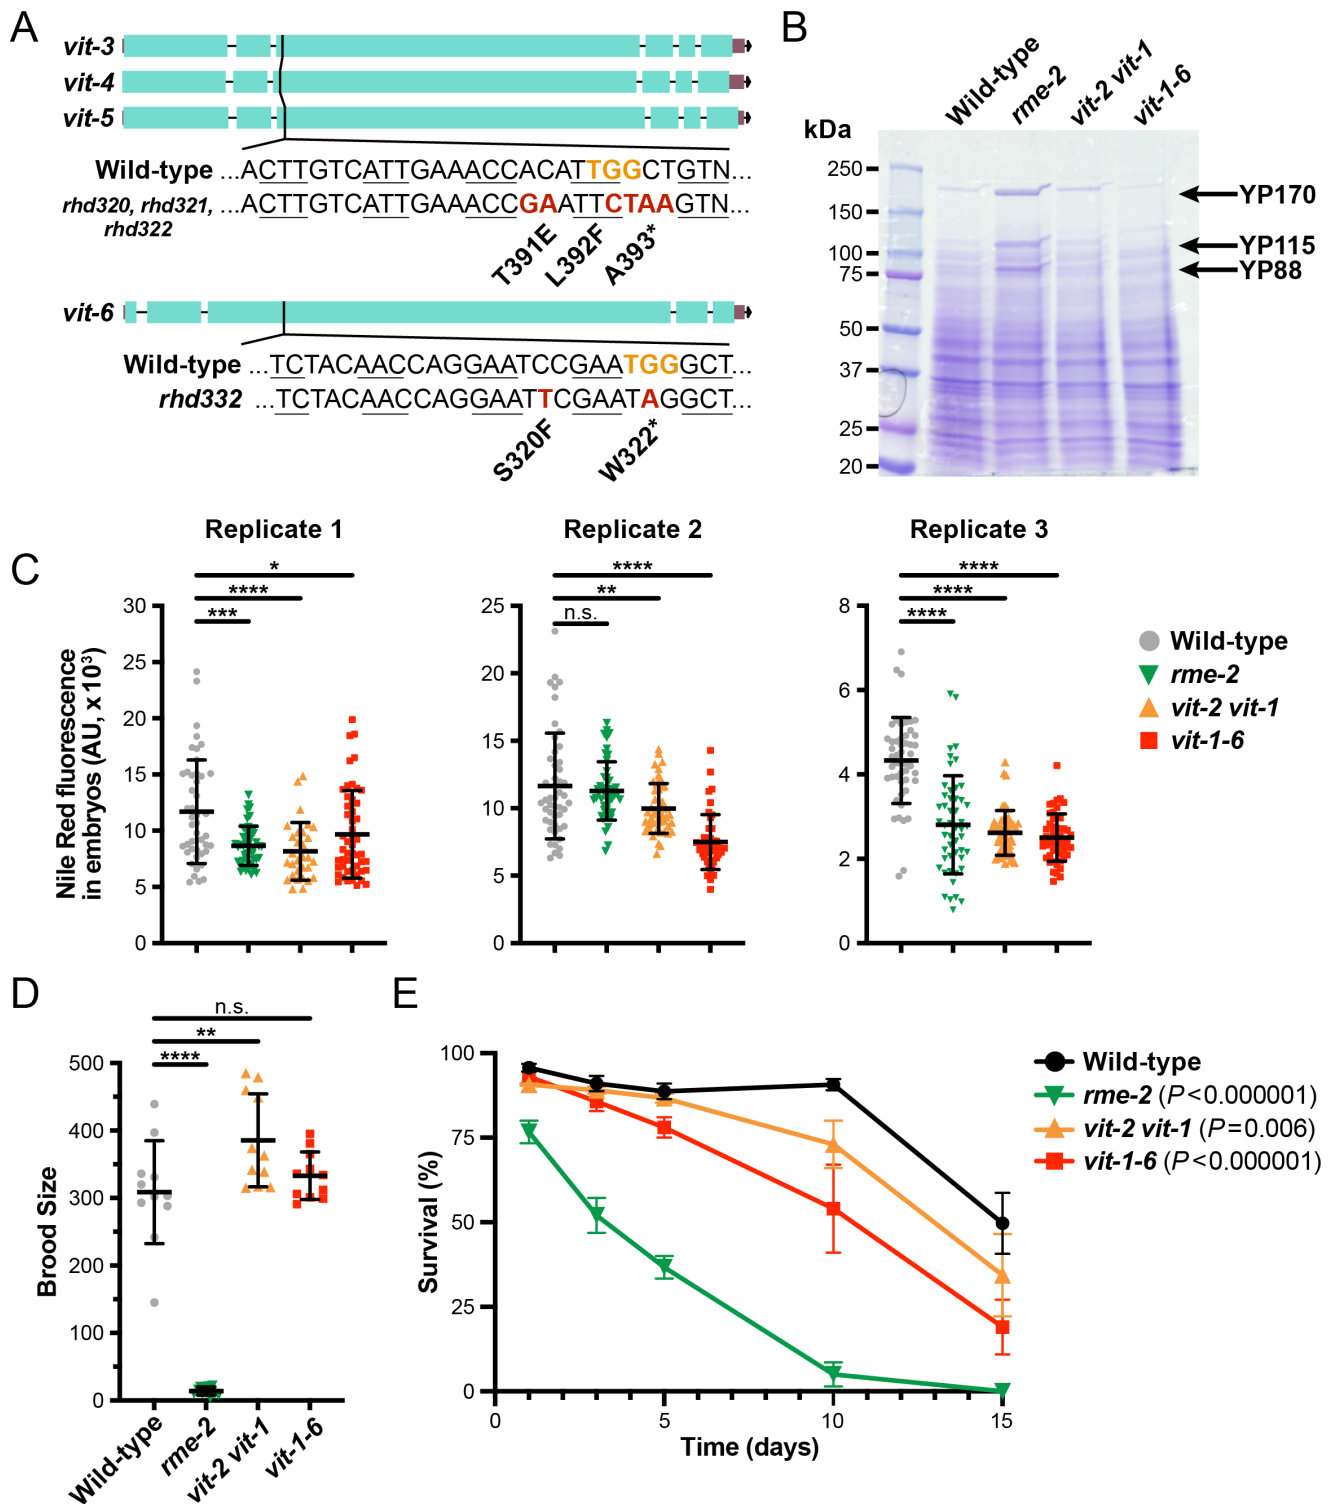 A
vit-3
vit-4
vit-5
Wild-type ...ACTTGTCATTGAAACCACATTGGCTGTN...
rhd320, rhd321, rhd322 ...ACTTGTCATTGAAACCGAATTCTAAGTN...
T391E L392F A393*
vit-6
Wild-type ...TCTACAACCAGGAATCCGAATGGGCT...
rhd332 ...TCTACAACCAGGAATTCGAATAGGCT...
S320F W322*
B
Wild-type rme-2 vit-2 vit-1 vit-1-6
kDa
250
150
100
75
50
37
25
20
YP170
YP115
YP88
C
Replicate 1 Replicate 2 Replicate 3
Nile Red fluorescence
in embryos (AU, x 10³)
*
****
***
30
25
20
15
10
5
0
****
**
n.s.
25
20
15
10
5
0
****
****
****
8
6
4
2
0
Wild-type
rme-2
vit-2 vit-1
vit-1-6
D
n.s.
**
****
Brood Size
500
400
300
200
100
0
Wild-type rme-2 vit-2 vit-1 vit-1-6
E
Survival (%)
100
75
50
25
0
0 5 10 15
Time (days)
Wild-type
rme-2 (P<0.000001)
vit-2 vit-1 (P=0.006)
vit-1-6 (P<0.000001)